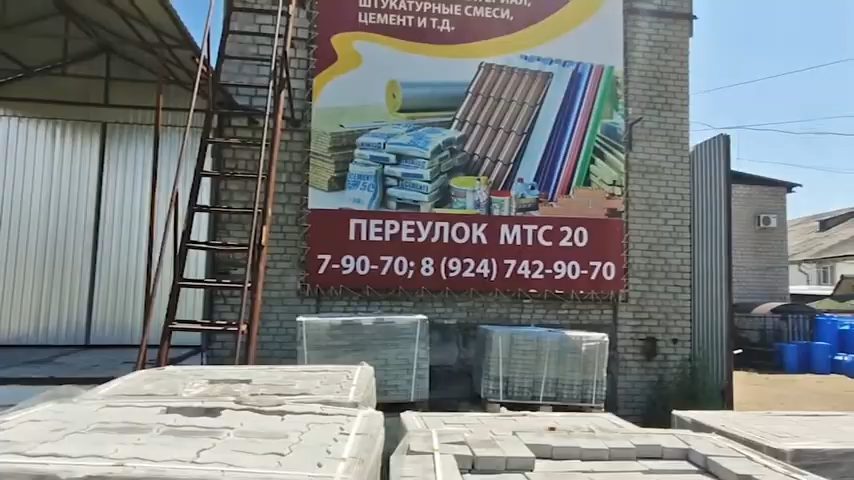 ШТУКАТУРНЫЕ СМЕСИ,
ЦЕМЕНТ И Т.Д.
ПЕРЕУЛОК МТС 20
7-90-70; 8 (924) 742-90-70